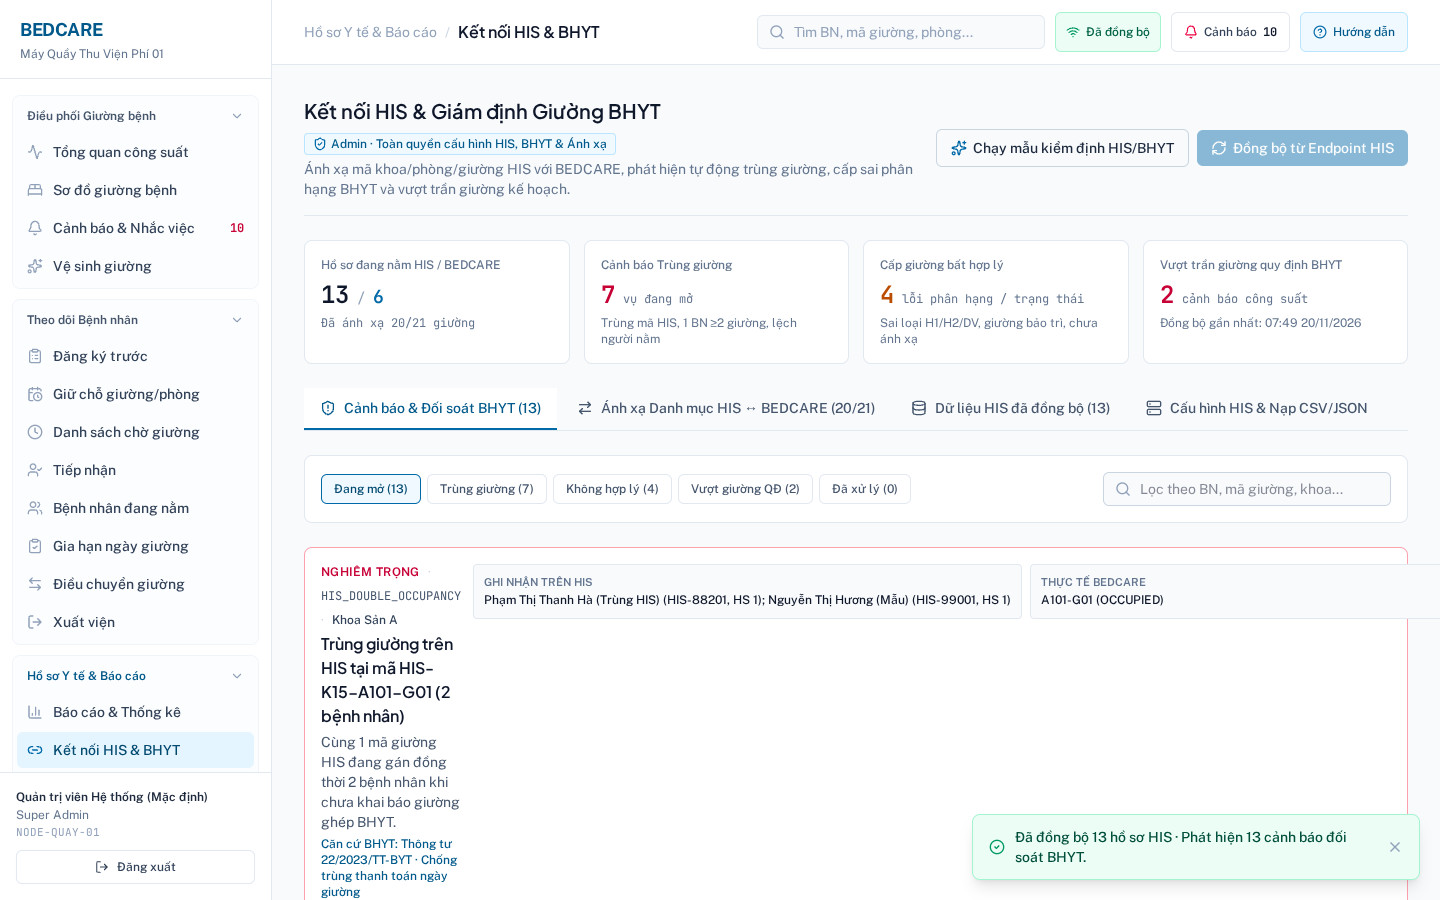 BEDCARE
Máy Quầy Thu Viện Phí 01
Điều phối Giường bệnh
Tổng quan công suất
Sơ đồ giường bệnh
Cảnh báo & Nhắc việc 10
Vệ sinh giường
Theo dõi Bệnh nhân
Đăng ký trước
Giữ chỗ giường/phòng
Danh sách chờ giường
Tiếp nhận
Bệnh nhân đang nằm
Gia hạn ngày giường
Điều chuyển giường
Xuất viện
Hồ sơ Y tế & Báo cáo
Báo cáo & Thống kê
Kết nối HIS & BHYT
Quản trị viên Hệ thống (Mặc định)
Super Admin
NODE-QUAY-01
Đăng xuất
Hồ sơ Y tế & Báo cáo / Kết nối HIS & BHYT
Tìm BN, mã giường, phòng...
Đã đồng bộ
Cảnh báo 10
Hướng dẫn
Kết nối HIS & Giám định Giường BHYT
Admin · Toàn quyền cấu hình HIS, BHYT & Ánh xạ
Ánh xạ mã khoa/phòng/giường HIS với BEDCARE, phát hiện tự động trùng giường, cấp sai phân
hạng BHYT và vượt trần giường kế hoạch.
Chạy mẫu kiểm định HIS/BHYT
Đồng bộ từ Endpoint HIS
Hồ sơ đang nằm HIS / BEDCARE
13 / 6
Đã ánh xạ 20/21 giường
Cảnh báo Trùng giường
7 vụ đang mở
Trùng mã HIS, 1 BN ≥2 giường, lệch
người nằm
Cấp giường bất hợp lý
4 lỗi phân hạng / trạng thái
Sai loại H1/H2/DV, giường bảo trì, chưa
ánh xạ
Vượt trần giường quy định BHYT
2 cảnh báo công suất
Đồng bộ gần nhất: 07:49 20/11/2026
Cảnh báo & Đối soát BHYT (13)
Ánh xạ Danh mục HIS ↔ BEDCARE (20/21)
Dữ liệu HIS đã đồng bộ (13)
Cấu hình HIS & Nạp CSV/JSON
Đang mở (13)
Trùng giường (7)
Không hợp lý (4)
Vượt giường QĐ (2)
Đã xử lý (0)
Lọc theo BN, mã giường, khoa...
NGHIÊM TRỌNG ·
HIS_DOUBLE_OCCUPANCY
· Khoa Sản A
Trùng giường trên
HIS tại mã HIS-
K15-A101-G01 (2
bệnh nhân)
Cùng 1 mã giường
HIS đang gán đồng
thời 2 bệnh nhân khi
chưa khai báo giường
ghép BHYT.
Căn cứ BHYT: Thông tư
22/2023/TT-BYT · Chống
trùng thanh toán ngày
giường
GHI NHẬN TRÊN HIS
Phạm Thị Thanh Hà (Trùng HIS) (HIS-88201, HS 1); Nguyễn Thị Hương (Mẫu) (HIS-99001, HS 1)
THỰC TẾ BEDCARE
A101-G01 (OCCUPIED)
Đã đồng bộ 13 hồ sơ HIS · Phát hiện 13 cảnh báo đối
soát BHYT.